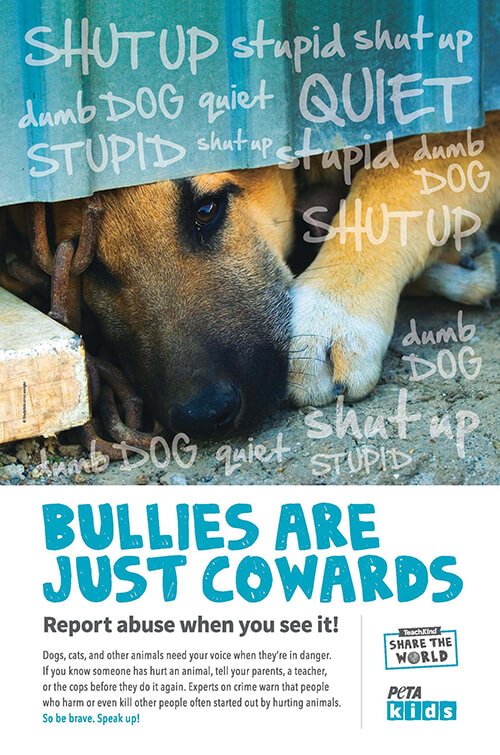 SHUT UP stupid shut up
dumb DOG quiet QUIET
STUPID shut up stupid dumb
DOG
SHUT UP
dumb
DOG
shut up
dumb DOG quiet STUPID
BULLIES ARE
JUST COWARDS
Report abuse when you see it!
Dogs, cats, and other animals need your voice when they're in danger.
If you know someone has hurt an animal, tell your parents, a teacher,
or the cops before they do it again. Experts on crime warn that people
who harm or even kill other people often started out by hurting animals.
So be brave. Speak up!
TeachKind
SHARE THE
WORLD
PETA
kids